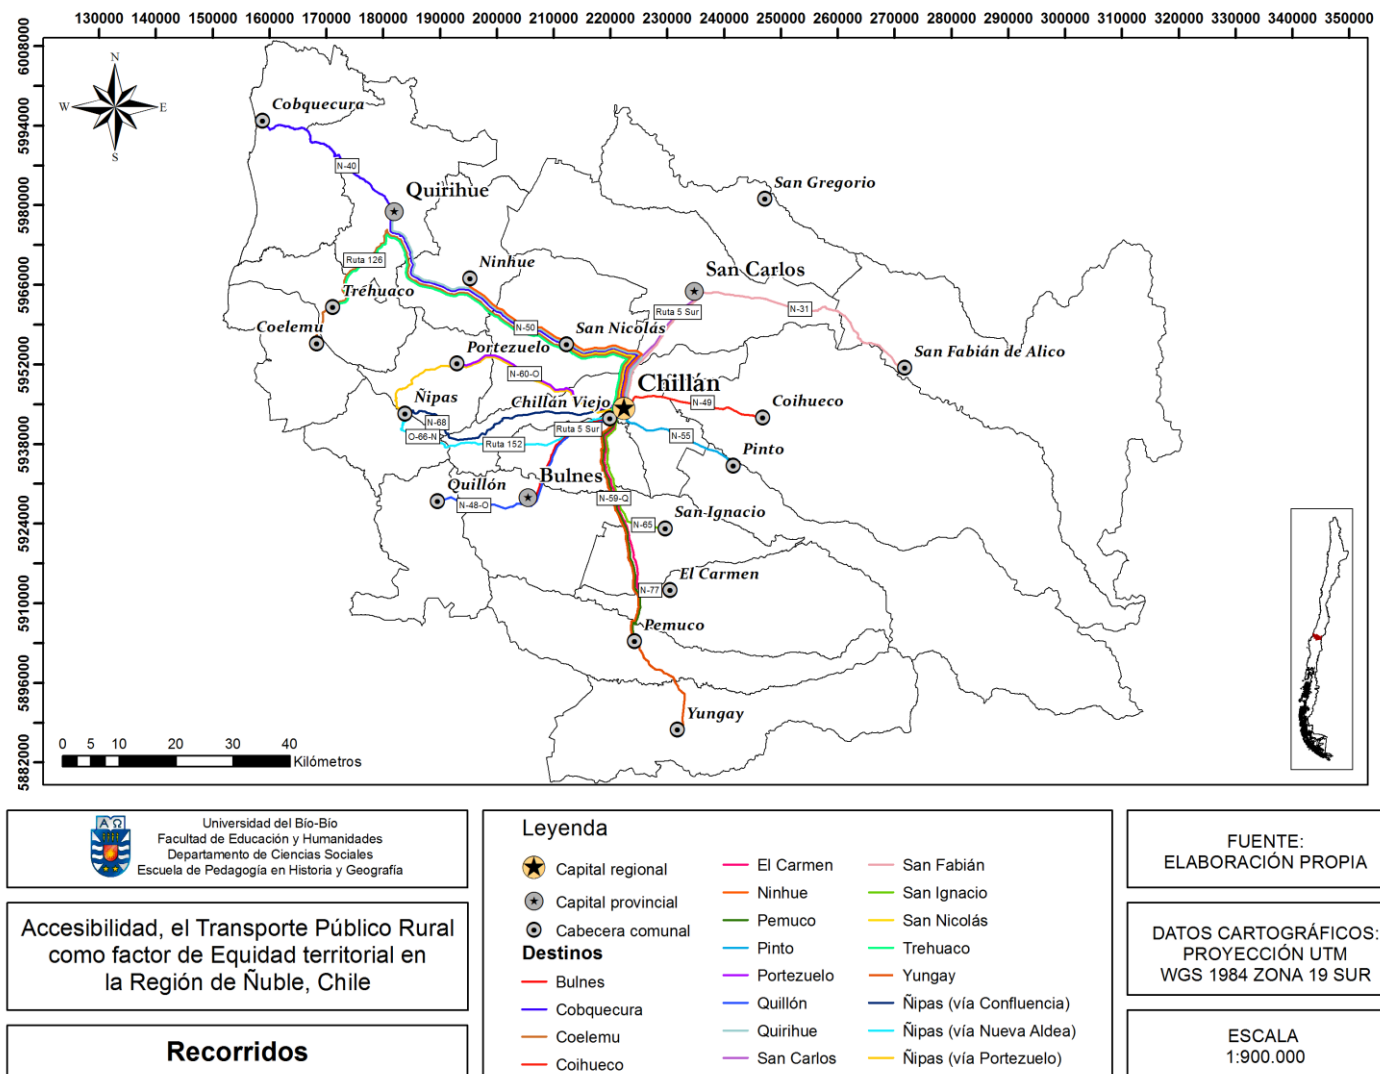 130000 140000 150000 160000 170000 180000 190000 200000 210000 220000 230000 240000 250000 260000 270000 280000 290000 300000 310000 320000 330000 340000 350000
6008000
5994000
5980000
5966000
5952000
5938000
5924000
5910000
5896000
5882000
N
W E
S
Cobquecura
N-40
Quirihue
San Gregorio
Ruta 126
Ninhue
San Carlos
Tréhuaco
Ruta 5 Sur
N-31
Coelemu
N-50
San Nicolás
Portezuelo
San Fabián de Alico
N-60-O
Chillán
Ñipas
Chillán Viejo
N-49
Coihueco
N-68
Ruta 5 Sur
O-66-N
Ruta 152
N-55
Pinto
Quillón
Bulnes
N-48-O
N-59-Q
San Ignacio
N-65
El Carmen
N-77
Pemuco
Yungay
0 5 10 20 30 40
Kilómetros
Universidad del Bío-Bío
Facultad de Educación y Humanidades
Departamento de Ciencias Sociales
Escuela de Pedagogía en Historia y Geografía
Accesibilidad, el Transporte Público Rural
como factor de Equidad territorial en
la Región de Ñuble, Chile
Recorridos
Leyenda
Capital regional
Capital provincial
Cabecera comunal
Destinos
Bulnes
Cobquecura
Coelemu
Coihueco
El Carmen
Ninhue
Pemuco
Pinto
Portezuelo
Quillón
Quirihue
San Carlos
San Fabián
San Ignacio
San Nicolás
Trehuaco
Yungay
Ñipas (vía Confluencia)
Ñipas (vía Nueva Aldea)
Ñipas (vía Portezuelo)
FUENTE:
ELABORACIÓN PROPIA
DATOS CARTOGRÁFICOS:
PROYECCIÓN UTM
WGS 1984 ZONA 19 SUR
ESCALA
1:900.000